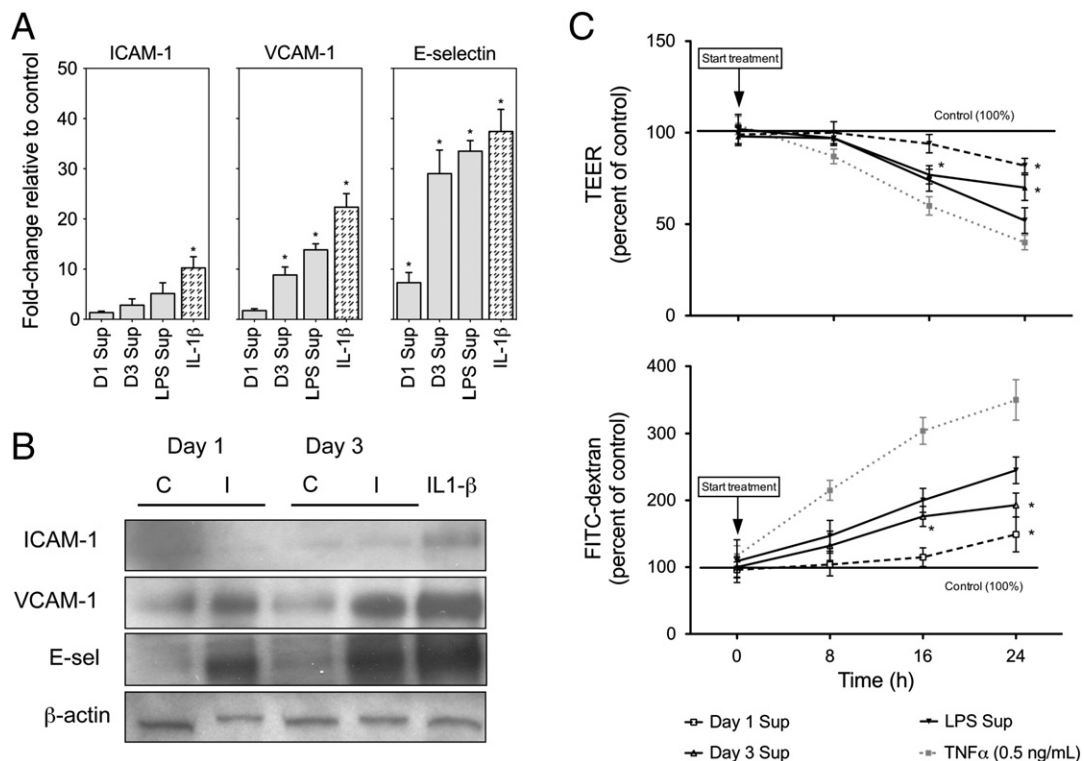 A
ICAM-1
VCAM-1
E-selectin
Fold-change relative to control
50
40
30
20
10
0
*
*
*
*
*
*
*
*
D1 Sup
D3 Sup
LPS Sup
IL-1β
D1 Sup
D3 Sup
LPS Sup
IL-1β
D1 Sup
D3 Sup
LPS Sup
IL-1β
B
Day 1
Day 3
C
I
C
I
IL1-β
ICAM-1
VCAM-1
E-sel
β-actin
C
TEER
(percent of control)
150
100
50
0
Start treatment
Control (100%)
*
*
*
FITC-dextran
(percent of control)
400
300
200
100
0
Start treatment
Control (100%)
*
*
*
0
8
16
24
Time (h)
Day 1 Sup
LPS Sup
Day 3 Sup
TNFα (0.5 ng/mL)